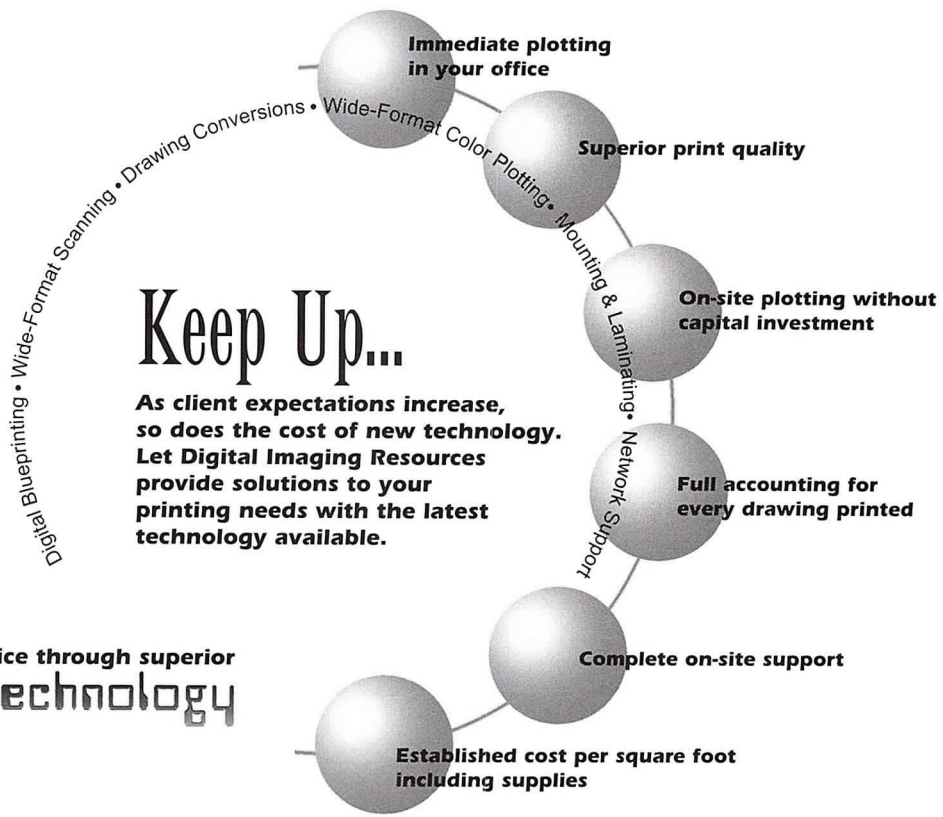 Immediate plotting
in your office
Superior print quality
On-site plotting without
capital investment
Full accounting for
every drawing printed
Complete on-site support
Established cost per square foot
including supplies
Digital Blueprinting • Wide-Format Scanning • Drawing Conversions • Wide-Format Color Plotting • Mounting & Laminating • Network Support
Keep Up...
As client expectations increase,
so does the cost of new technology.
Let Digital Imaging Resources
provide solutions to your
printing needs with the latest
technology available.
through superior